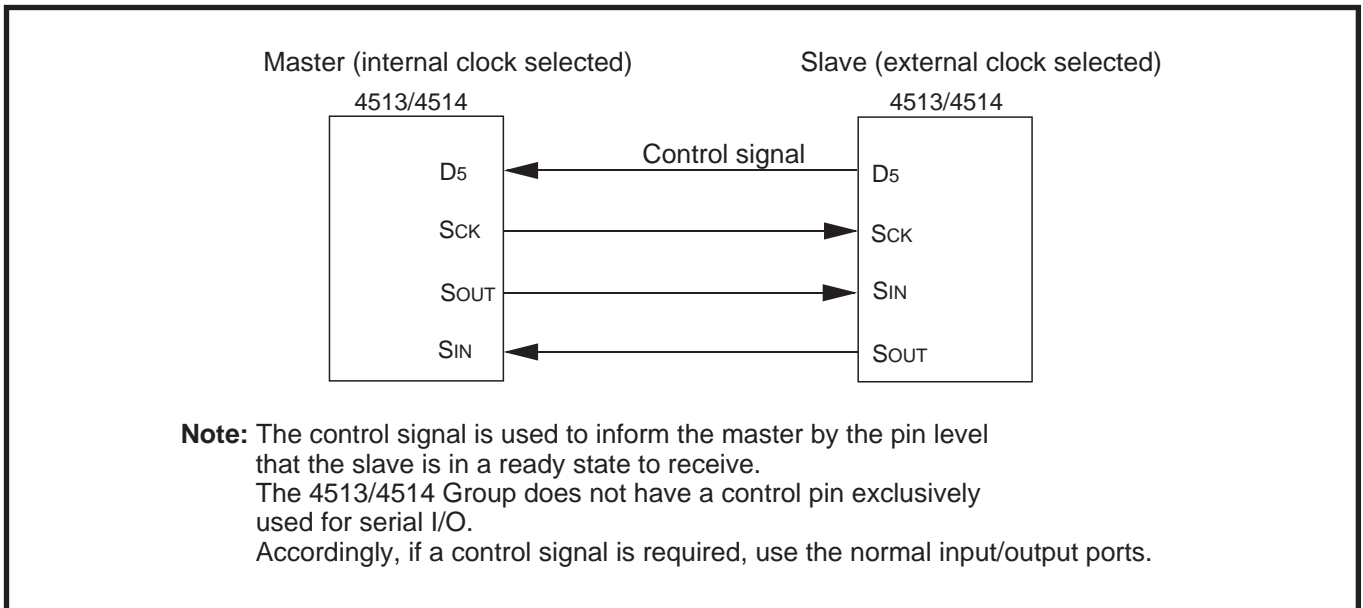 Master (internal clock selected)
Slave (external clock selected)
4513/4514
4513/4514
Control signal
D5
D5
SCK
SCK
SOUT
SIN
SIN
SOUT
Note: The control signal is used to inform the master by the pin level
that the slave is in a ready state to receive.
The 4513/4514 Group does not have a control pin exclusively
used for serial I/O.
Accordingly, if a control signal is required, use the normal input/output ports.